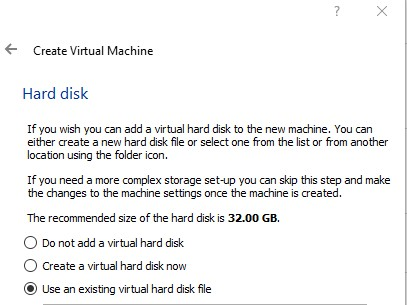 ?
Create Virtual Machine
Hard disk
If you wish you can add a virtual hard disk to the new machine. You can
either create a new hard disk file or select one from the list or from another
location using the folder icon.
If you need a more complex storage set-up you can skip this step and make
the changes to the machine settings once the machine is created.
The recommended size of the hard disk is 32.00 GB.
Do not add a virtual hard disk
Create a virtual hard disk now
Use an existing virtual hard disk file